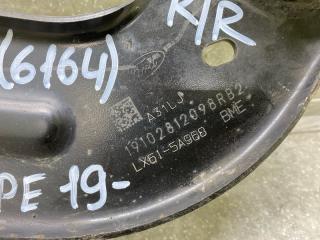 R/R
(6164)
A31LJ
19102812098RB2
LX61-5A968 BME
PE 19-